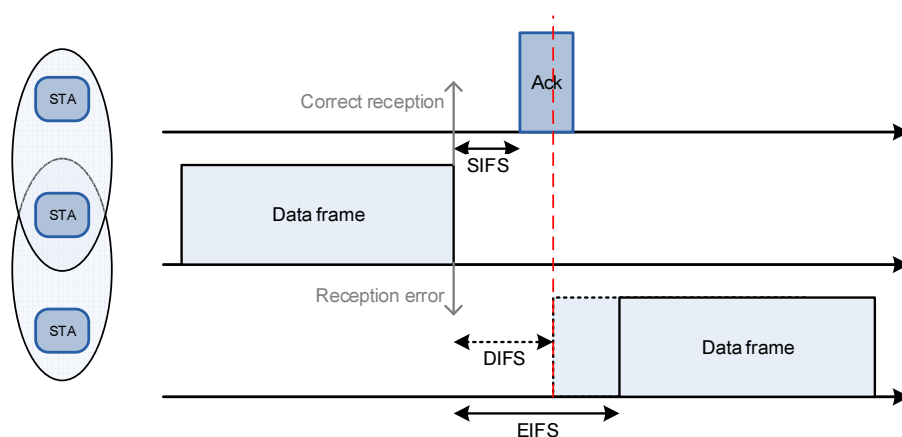 STA
Ack
Correct reception
SIFS
STA
Data frame
Reception error
STA
DIFS
Data frame
EIFS